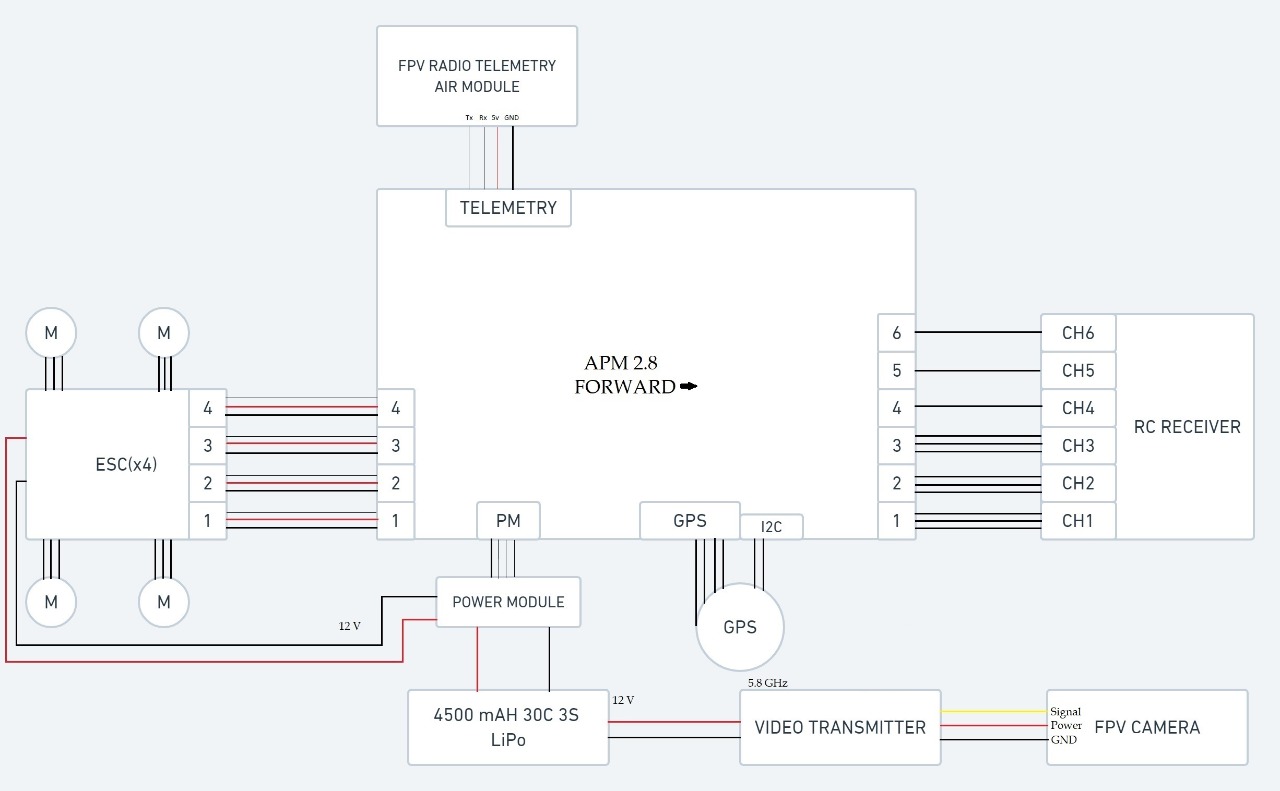 FPV RADIO TELEMETRY
AIR MODULE
Tx Rx 5v GND
TELEMETRY
M M
APM 2.8
FORWARD
6 CH6
5 CH5
4 4 4 CH4
RC RECEIVER
3 3 3 CH3
ESC(x4)
2 2 2 CH2
1 1 PM GPS I2C 1 CH1
M M
POWER MODULE
12 V
GPS
5.8 GHz
4500 mAH 30C 3S
LiPo
12 V
VIDEO TRANSMITTER
Signal
Power
GND
FPV CAMERA